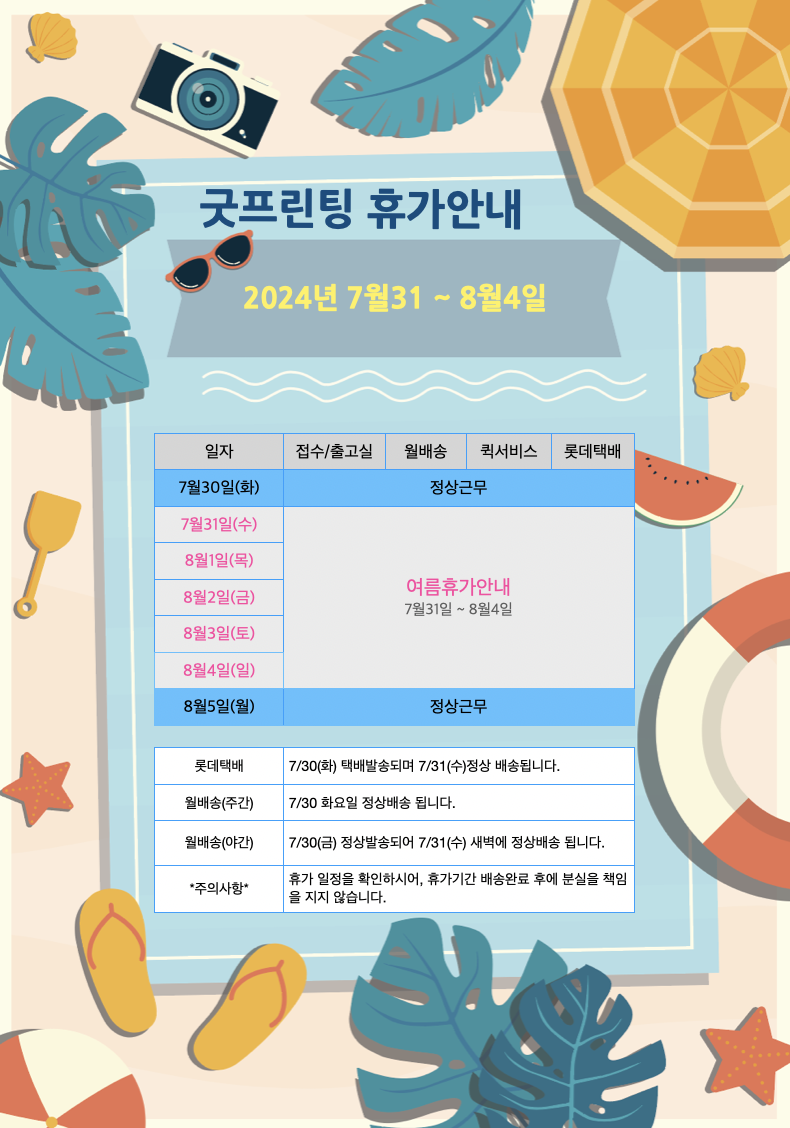 굿프린팅 휴가안내
2024년 7월31 ~ 8월4일
일자 접수/출고실 월배송 퀵서비스 롯데택배
7월30일(화) 정상근무
7월31일(수)
8월1일(목)
8월2일(금)
8월3일(토)
8월4일(일)
여름휴가안내
7월31일 ~ 8월4일
8월5일(월) 정상근무
롯데택배 7/30(화) 택배발송되며 7/31(수)정상 배송됩니다.
월배송(주간) 7/30 화요일 정상배송 됩니다.
월배송(야간) 7/30(금) 정상발송되어 7/31(수) 새벽에 정상배송 됩니다.
*주의사항* 휴가 일정을 확인하시어, 휴가기간 배송완료 후에 분실을 책임
을 지지 않습니다.